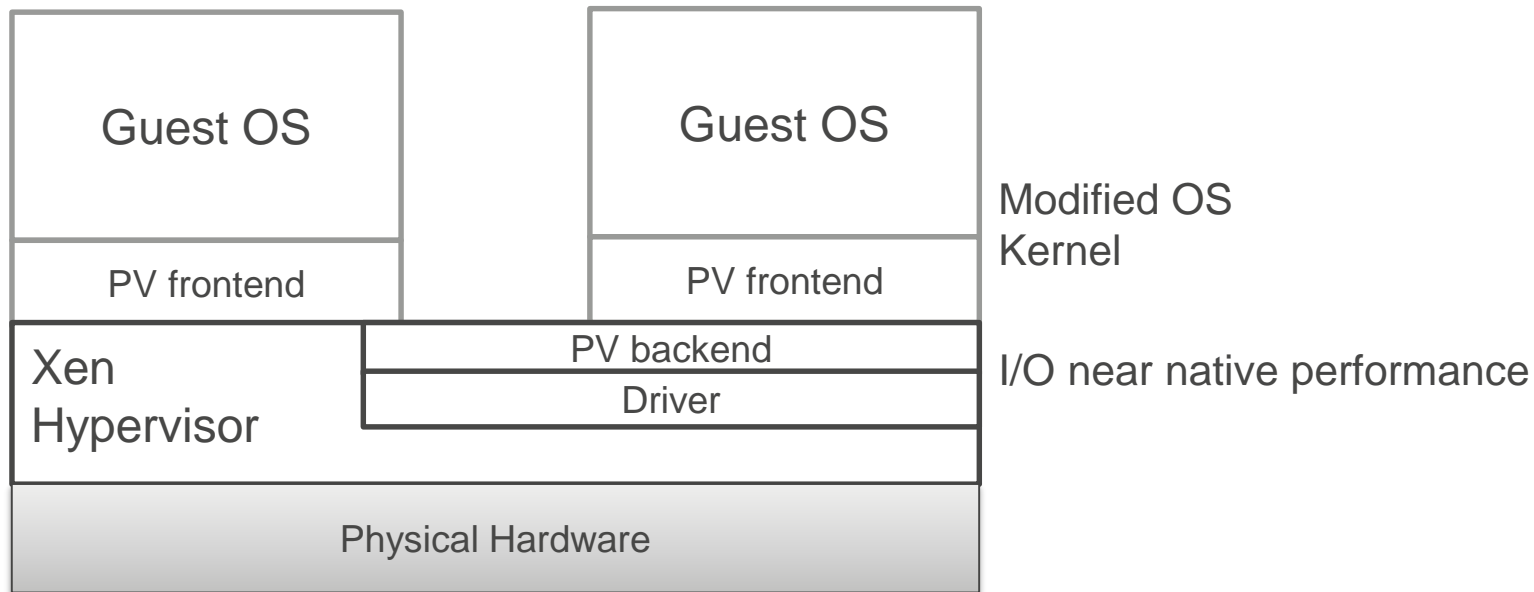 Guest OS
Guest OS
Modified OS
Kernel
PV frontend
PV frontend
Xen
Hypervisor
PV backend
Driver
I/O near native performance
Physical Hardware